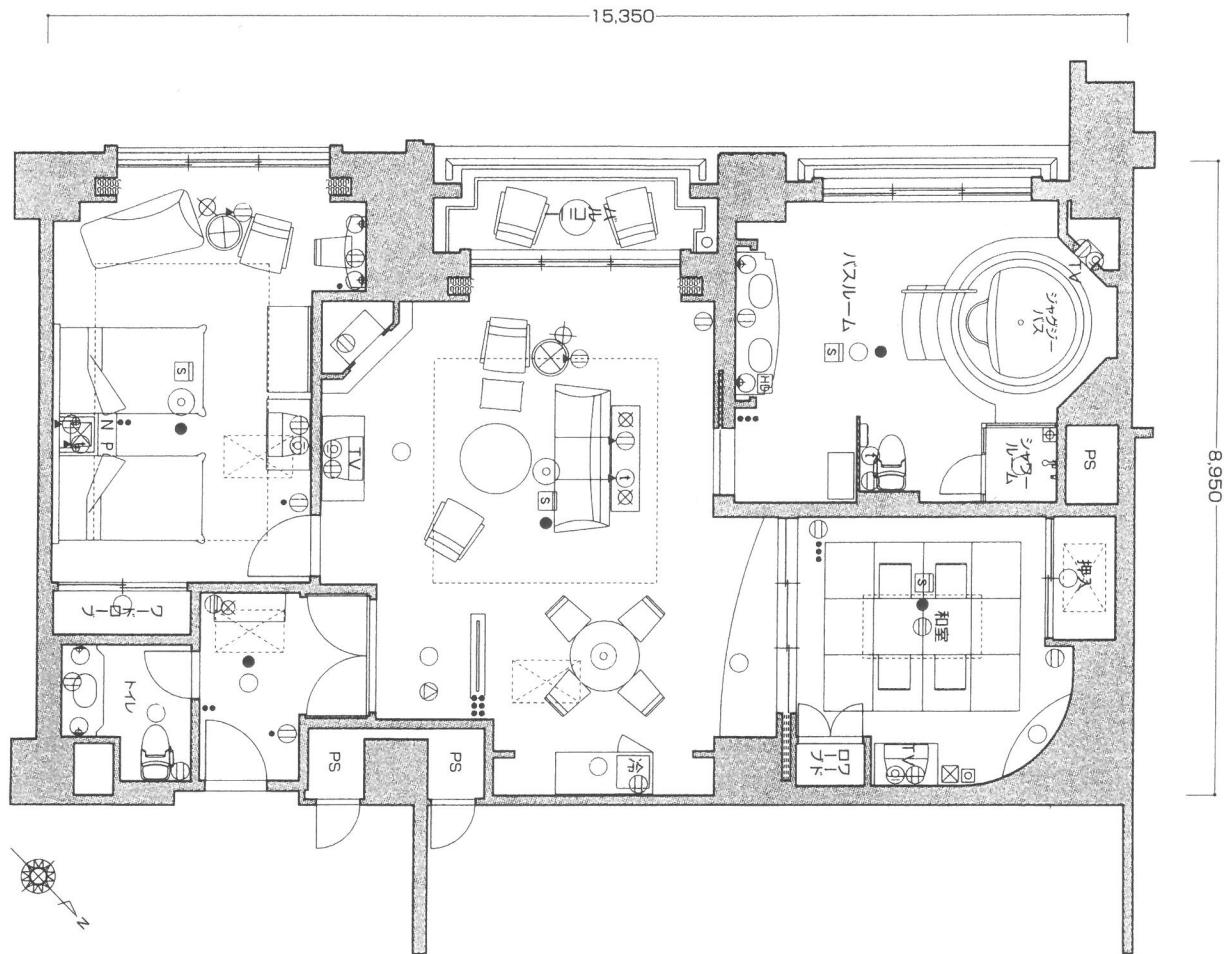 15,350
8,950
バルコニー
バスルーム
ジャグジー
バス
TV
HD
S
t
シャワー
ルーム
PS
押入
和室
S
ワード
ローブ
TV
冷
PS
PS
TV
S
t
S
N P
ワードローブ
トイレ
N